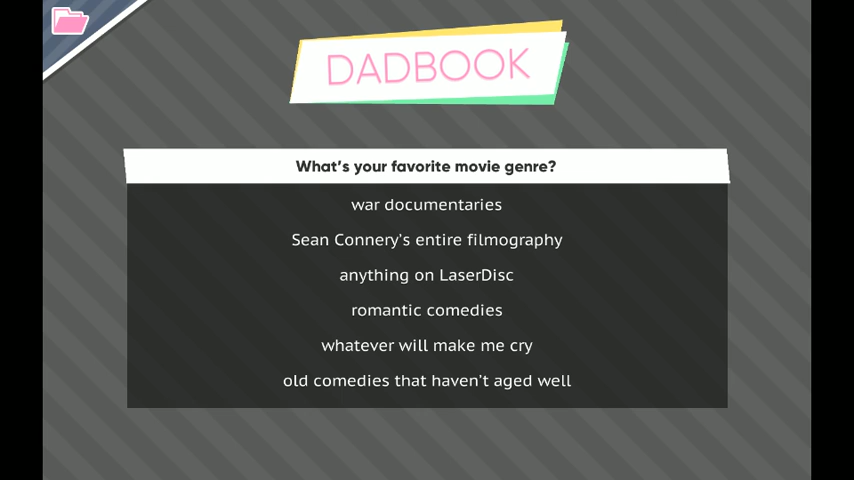 DADBOOK
What's your favorite movie genre?
war documentaries
Sean Connery's entire filmography
anything on LaserDisc
romantic comedies
whatever will make me cry
old comedies that haven't aged well